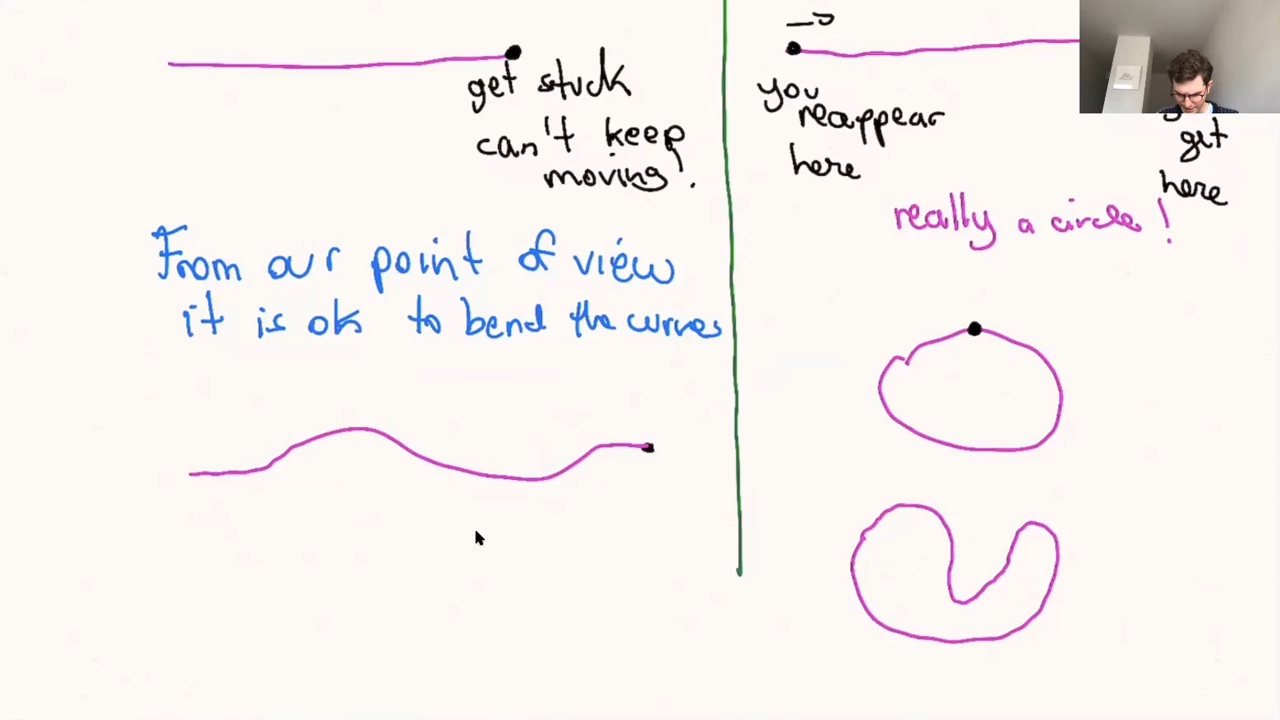 get stuck
can't keep
moving!
From our point of view
it is ok to bend the curves
you
reappear
here
get
here
really a circle!